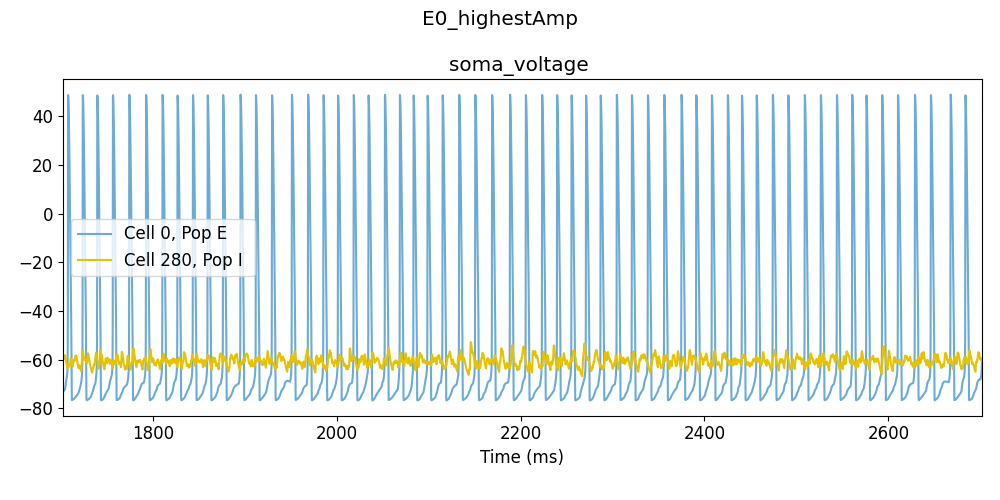 E0_highestAmp
soma_voltage
40
20
0
−20
−40
−60
−80
Cell 0, Pop E
Cell 280, Pop I
1800 2000 2200 2400 2600
Time (ms)